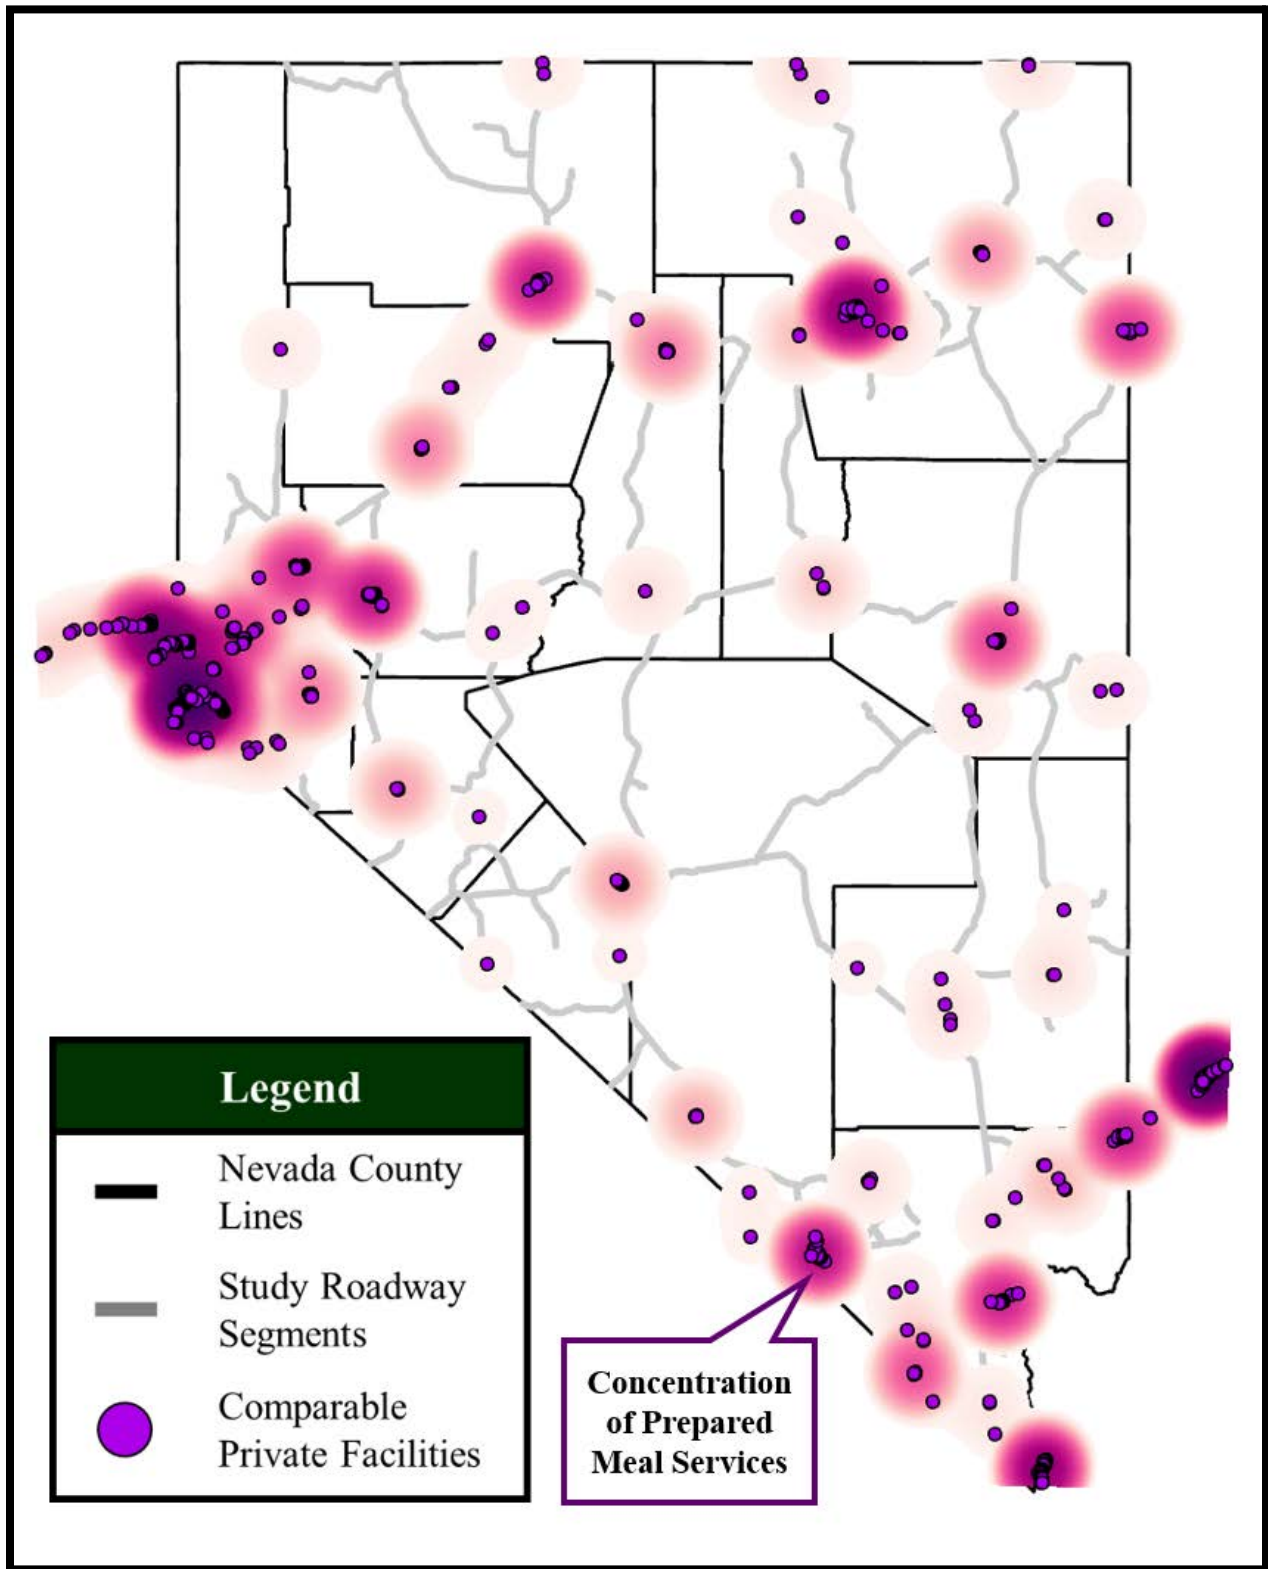 Legend
Nevada County
Lines
Study Roadway
Segments
Comparable
Private Facilities
Concentration
of Prepared
Meal Services